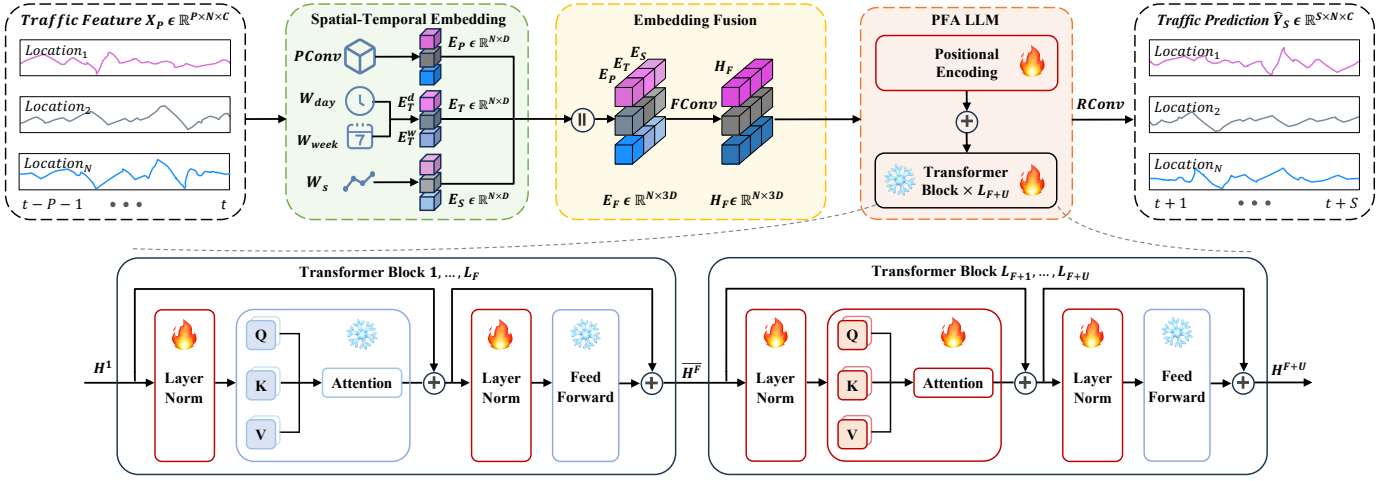 Traffic Feature X_P ∈ ℝ^{P×N×C}
Location_1
Location_2
Location_N
t − P − 1 • • • t
Spatial-Temporal Embedding
PConv
E_P ∈ ℝ^{N×D}
W_day
W_week
7
E_T^d
E_T^w
E_T ∈ ℝ^{N×D}
W_s
E_S ∈ ℝ^{N×D}
Embedding Fusion
E_S
E_T
E_P
FConv
H_F
E_F ∈ ℝ^{N×3D}
H_F ∈ ℝ^{N×3D}
PFA LLM
Positional
Encoding
Transformer
Block × L_{F+U}
RConv
Traffic Prediction Ŷ_S ∈ ℝ^{S×N×C}
Location_1
Location_2
Location_N
t + 1 • • • t + S
Transformer Block 1, … , L_F
H^1
Layer
Norm
Q
K
V
Attention
Layer
Norm
Feed
Forward
H̅^F̅
Transformer Block L_{F+1}, … , L_{F+U}
Layer
Norm
Q
K
V
Attention
Layer
Norm
Feed
Forward
H^{F+U}